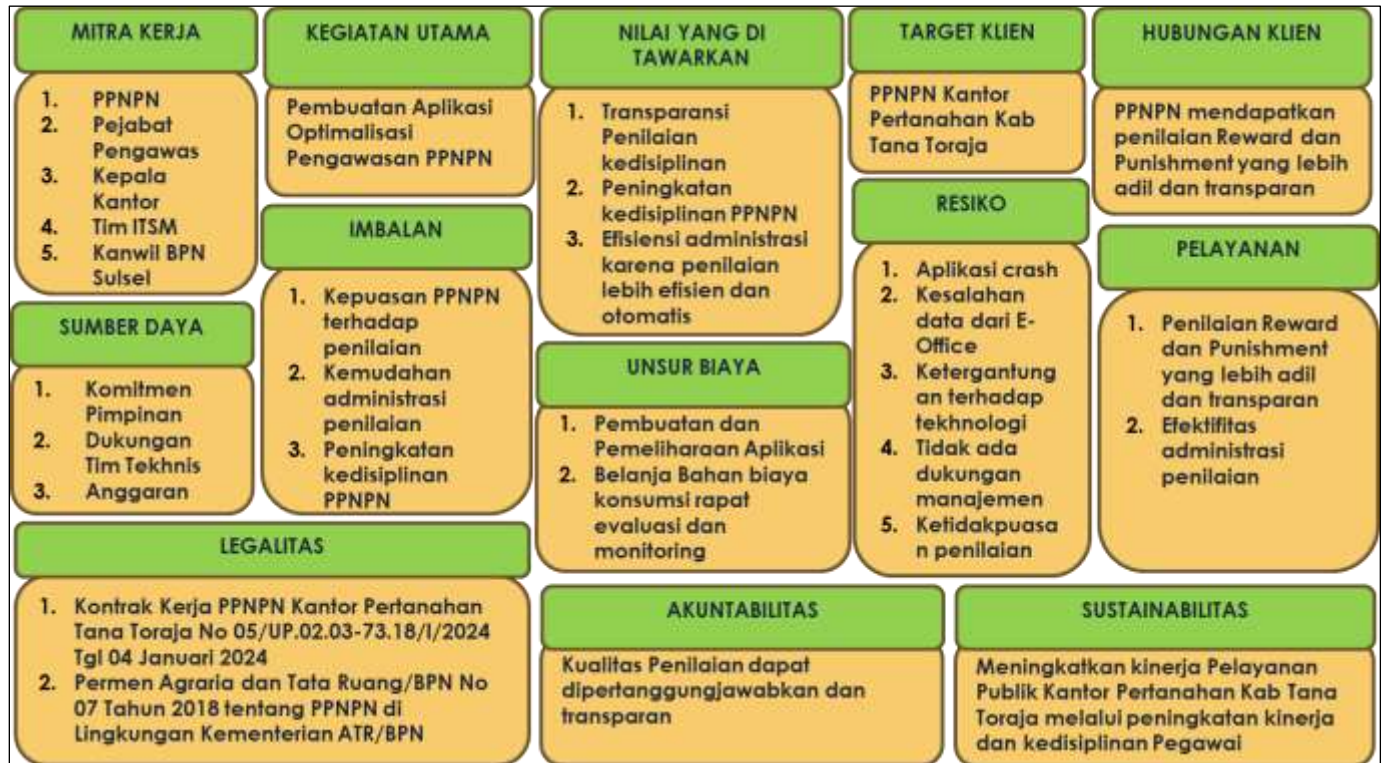 MITRA KERJA
1. PPNPN
2. Pejabat
Pengawas
3. Kepala
Kantor
4. Tim ITSM
5. Kanwil BPN
Sulsel
SUMBER DAYA
1. Komitmen
Pimpinan
2. Dukungan
Tim Tekhnis
3. Anggaran
KEGIATAN UTAMA
Pembuatan Aplikasi
Optimalisasi
Pengawasan PPNPN
IMBALAN
1. Kepuasan PPNPN
terhadap
penilaian
2. Kemudahan
administrasi
penilaian
3. Peningkatan
kedisiplinan
PPNPN
NILAI YANG DI
TAWARKAN
1. Transparansi
Penilaian
kedisiplinan
2. Peningkatan
kedisiplinan PPNPN
3. Efisiensi administrasi
karena penilaian
lebih efisien dan
otomatis
UNSUR BIAYA
1. Pembuatan dan
Pemeliharaan Aplikasi
2. Belanja Bahan biaya
konsumsi rapat
evaluasi dan
monitoring
TARGET KLIEN
PPNPN Kantor
Pertanahan Kab
Tana Toraja
RESIKO
1. Aplikasi crash
2. Kesalahan
data dari E-
Office
3. Ketergantung
an terhadap
tekhnologi
4. Tidak ada
dukungan
manajemen
5. Ketidakpuasa
n penilaian
HUBUNGAN KLIEN
PPNPN mendapatkan
penilaian Reward dan
Punishment yang lebih
adil dan transparan
PELAYANAN
1. Penilaian Reward
dan Punishment
yang lebih adil
dan transparan
2. Efektifitas
administrasi
penilaian
LEGALITAS
1. Kontrak Kerja PPNPN Kantor Pertanahan
Tana Toraja No 05/UP.02.03-73.18/I/2024
Tgl 04 Januari 2024
2. Permen Agraria dan Tata Ruang/BPN No
07 Tahun 2018 tentang PPNPN di
Lingkungan Kementerian ATR/BPN
AKUNTABILITAS
Kualitas Penilaian dapat
dipertanggungjawabkan dan
transparan
SUSTAINABILITAS
Meningkatkan kinerja Pelayanan
Publik Kantor Pertanahan Kab Tana
Toraja melalui peningkatan kinerja
dan kedisiplinan Pegawai